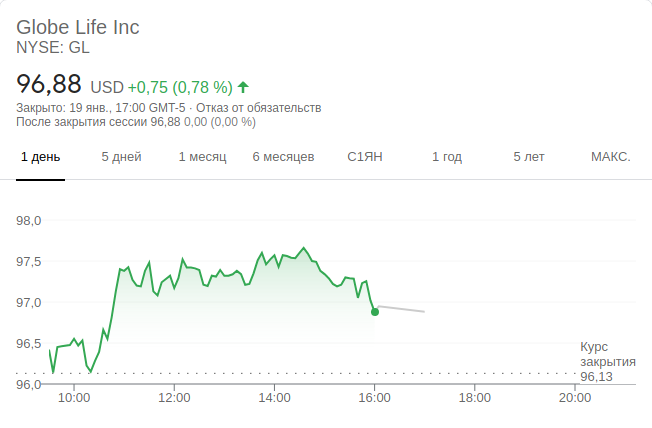 Globe Life Inc
NYSE: GL
96,88 USD +0,75 (0,78 %)
Закрыто: 19 янв., 17:00 GMT-5 · Отказ от обязательств
После закрытия сессии 96,88 0,00 (0,00 %)
1 день 5 дней 1 месяц 6 месяцев С1ЯН 1 год 5 лет МАКС.
98,0
97,5
97,0
96,5
96,0
Курс
закрытия
96,13
10:00 12:00 14:00 16:00 18:00 20:00